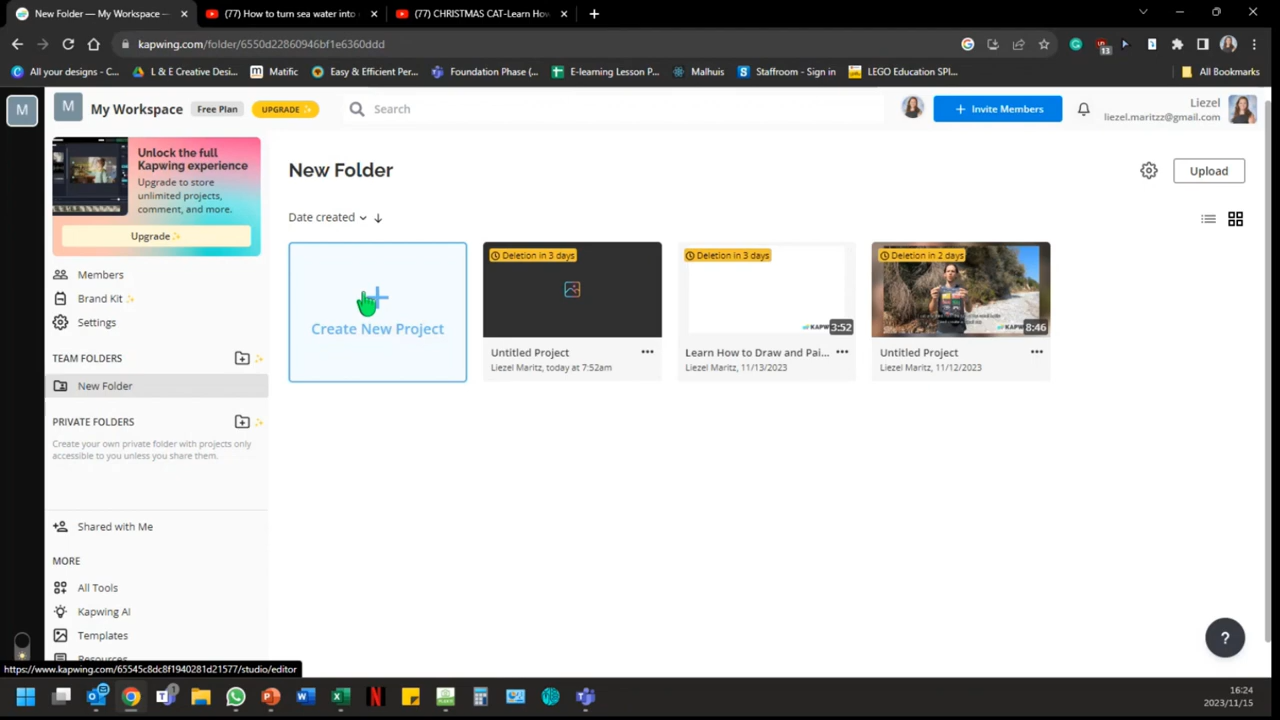 New Folder — My Workspace –
(77) How to turn sea water into
(77) CHRISTMAS CAT-Learn How
kapwing.com/folder/6550d22860946bf1e6360ddd
13
All your designs - C...
L & E Creative Desi...
Matific
Easy & Efficient Per...
Foundation Phase (...
E-learning Lesson P...
Malhuis
Staffroom - Sign in
LEGO Education SPI...
All Bookmarks
M
M
My Workspace
Free Plan
UPGRADE
Search
Invite Members
Liezel
liezel.maritzz@gmail.com
Unlock the full
Kapwing experience
Upgrade to store
unlimited projects,
comment, and more.
Upgrade
New Folder
Upload
Date created
Members
Brand Kit
Settings
TEAM FOLDERS
New Folder
PRIVATE FOLDERS
Create your own private folder with projects only
accessible to you unless you share them.
Create New Project
Deletion in 3 days
Untitled Project
Liezel Maritz, today at 7:52am
Deletion in 3 days
KAPW
3:52
Learn How to Draw and Pai...
Liezel Maritz, 11/13/2023
Deletion in 2 days
KAPW
8:46
Untitled Project
Liezel Maritz, 11/12/2023
Shared with Me
MORE
All Tools
Kapwing AI
Templates
Resources
?
https://www.kapwing.com/65545c8dc8f1940281d21577/studio/editor
16:24
2023/11/15